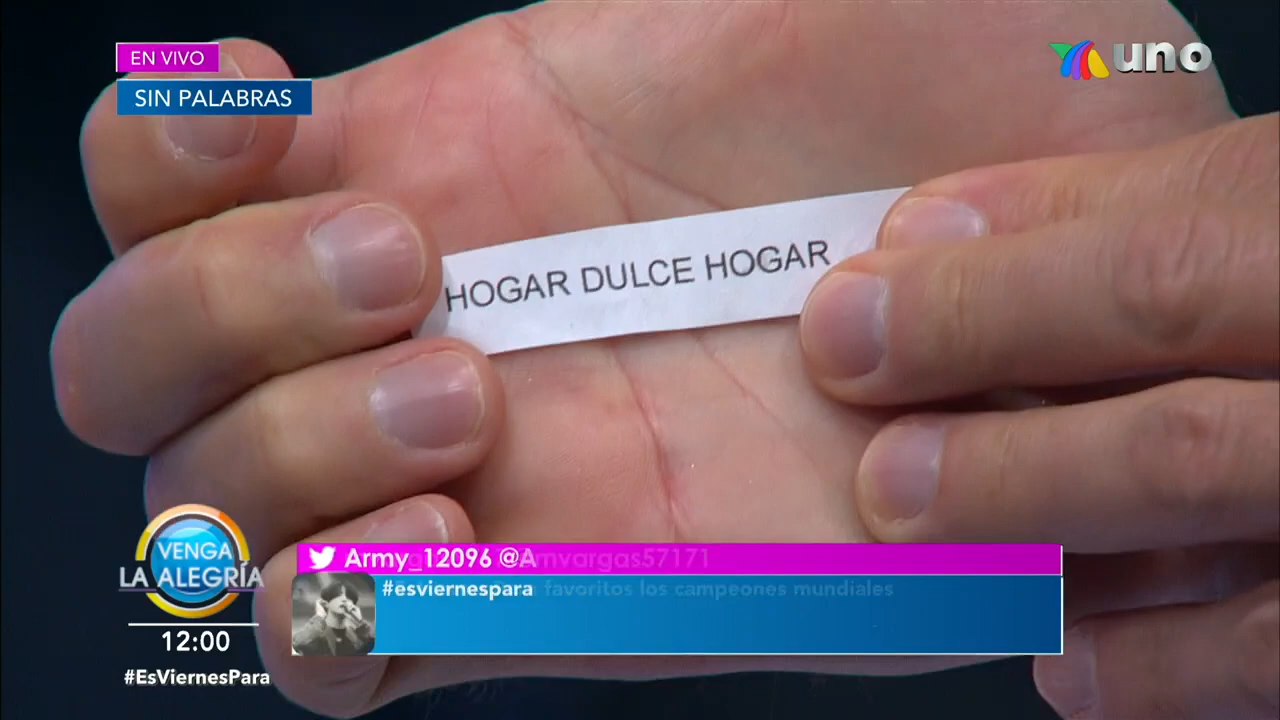 EN VIVO
SIN PALABRAS
uno
HOGAR DULCE HOGAR
VENGA
LA ALEGRÍA
12:00
#EsViernesPara
Army_12096 @A mvargas57171
#esviernespara favoritos los campeones mundiales